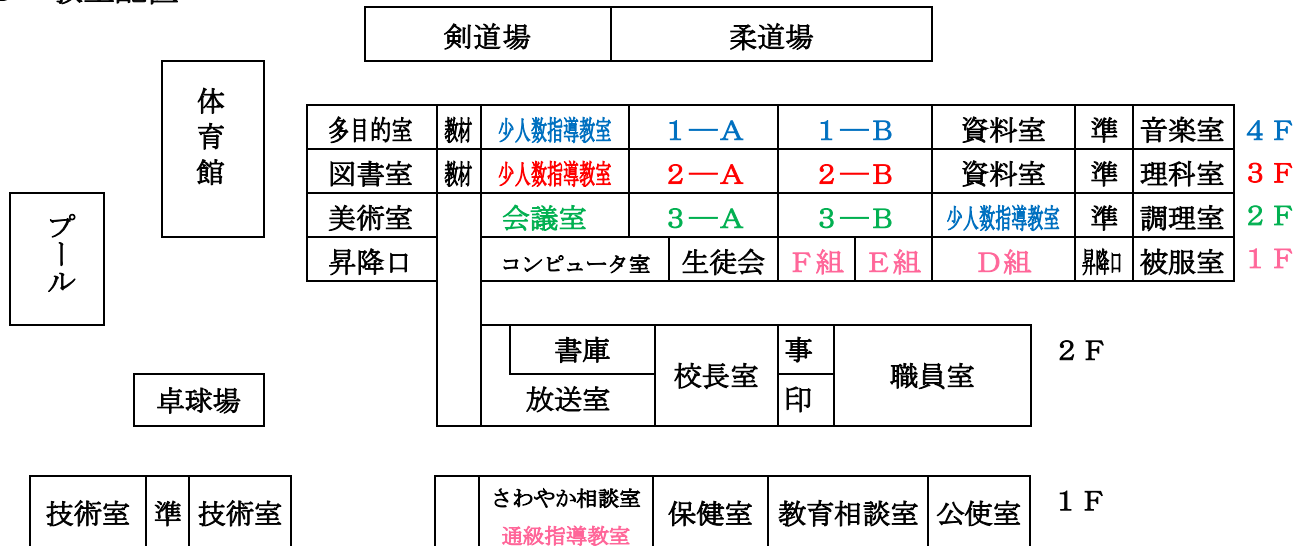 剣道場 柔道場
体育館
多目的室 教材 少人数指導教室 1―A 1―B 資料室 準 音楽室 4F
図書室 教材 少人数指導教室 2―A 2―B 資料室 準 理科室 3F
プール
美術室 会議室 3―A 3―B 少人数指導教室 準 調理室 2F
昇降口 コンピュータ室 生徒会 F組 E組 D組 昇降口 被服室 1F
書庫 校長室 事 職員室 2F
放送室 印
卓球場
技術室 準 技術室 さわやか相談室 保健室 教育相談室 公使室 1F
通級指導教室